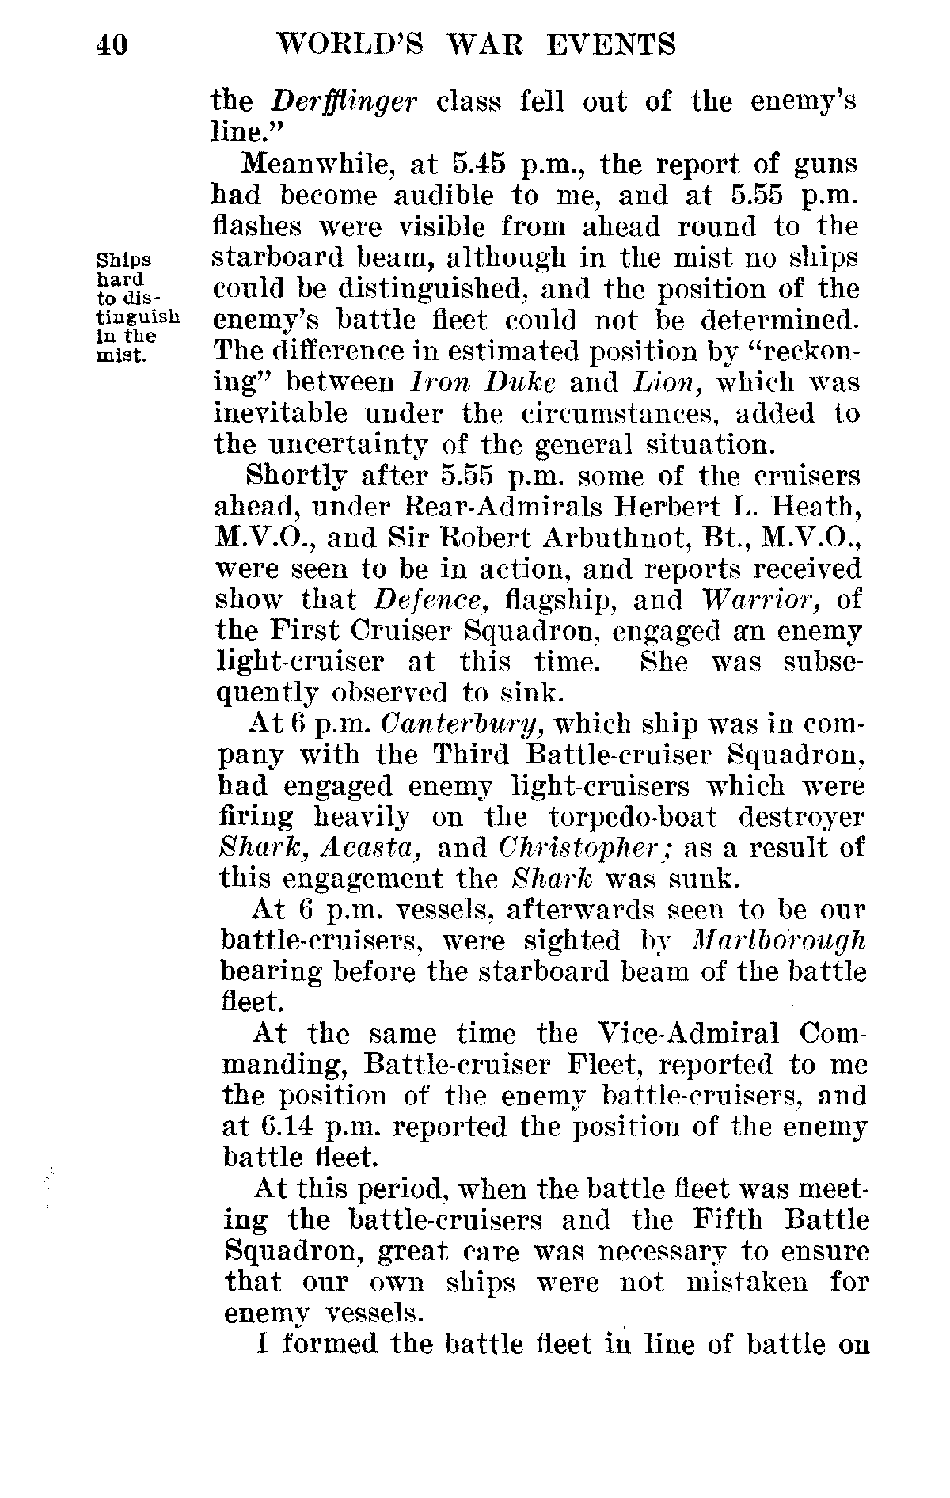 40 WORLD'S WAR EVENTS
the Derfflinger class fell out of the enemy's
line."
Meanwhile, at 5.45 p.m., the report of guns
had become audible to me, and at 5.55 p.m.
flashes were visible from ahead round to the
starboard beam, although in the mist no ships
could be distinguished, and the position of the
enemy's battle fleet could not be determined.
The difference in estimated position by "reckon-
ing" between Iron Duke and Lion, which was
inevitable under the circumstances, added to
the uncertainty of the general situation.
Ships
hard
to dis-
tinguish
in the
mist.
Shortly after 5.55 p.m. some of the cruisers
ahead, under Rear-Admirals Herbert L. Heath,
M.V.O., and Sir Robert Arbuthnot, Bt., M.V.O.,
were seen to be in action, and reports received
show that Defence, flagship, and Warrior, of
the First Cruiser Squadron, engaged an enemy
light-cruiser at this time. She was subse-
quently observed to sink.
At 6 p.m. Canterbury, which ship was in com-
pany with the Third Battle-cruiser Squadron,
had engaged enemy light-cruisers which were
firing heavily on the torpedo-boat destroyer
Shark, Acasta, and Christopher; as a result of
this engagement the Shark was sunk.
At 6 p.m. vessels, afterwards seen to be our
battle-cruisers, were sighted by Marlborough
bearing before the starboard beam of the battle
fleet.
At the same time the Vice-Admiral Com-
manding, Battle-cruiser Fleet, reported to me
the position of the enemy battle-cruisers, and
at 6.14 p.m. reported the position of the enemy
battle fleet.
At this period, when the battle fleet was meet-
ing the battle-cruisers and the Fifth Battle
Squadron, great care was necessary to ensure
that our own ships were not mistaken for
enemy vessels.
I formed the battle fleet in line of battle on